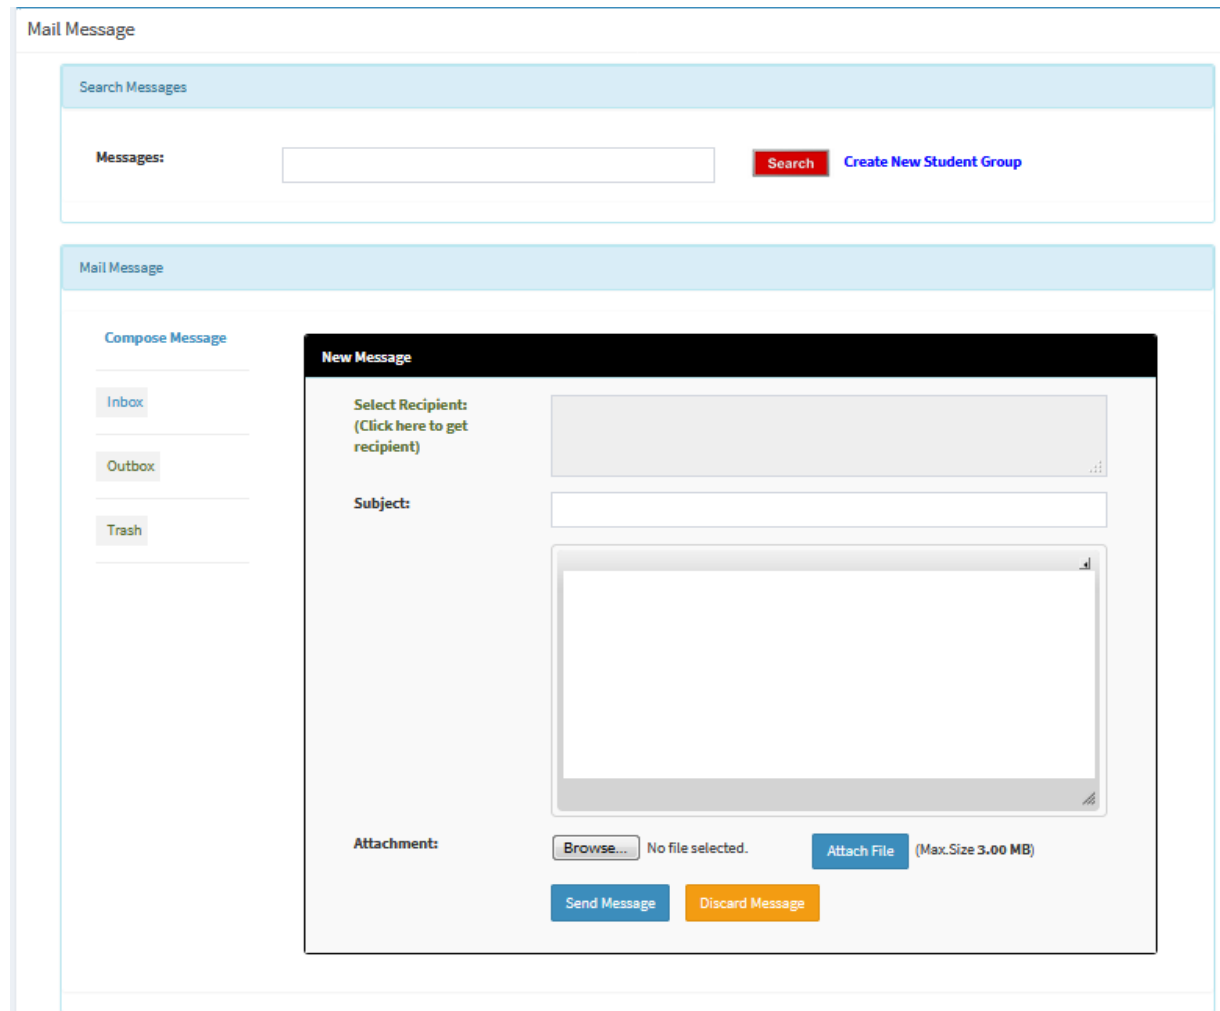 Mail Message
Search Messages
Messages:
Search
Create New Student Group
Mail Message
Compose Message
Inbox
Outbox
Trash
New Message
Select Recipient:
(Click here to get
recipient)
Subject:
Attachment:
Browse... No file selected.
Attach File
(Max.Size 3.00 MB)
Send Message
Discard Message